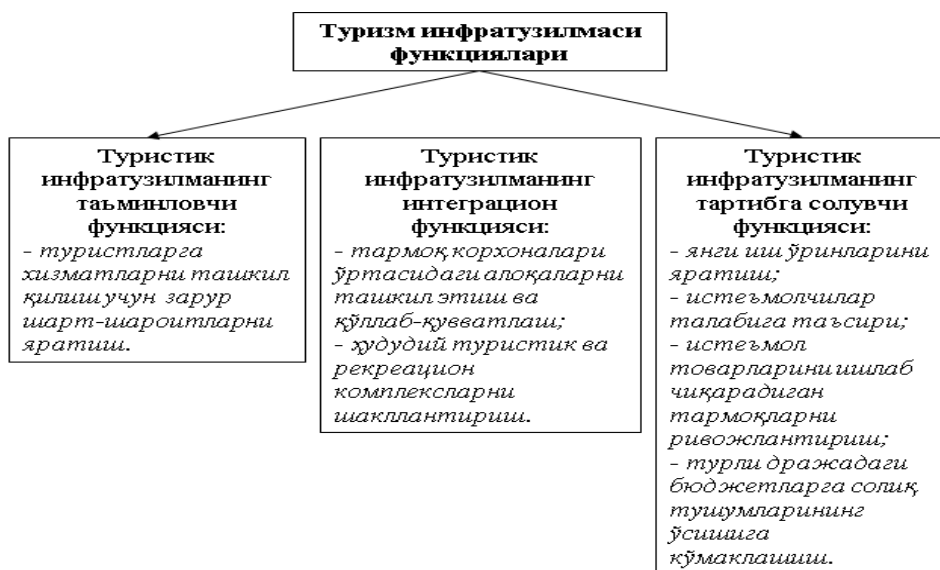 Туризм инфратузилмаси
функциялари
Туристик
инфратузилманинг
таъминловчи
функцияси:
- туристларга
хизматларни ташкил
қилиш учун зарур
шарт-шароитларни
яратиш.
Туристик
инфратузилманинг
интеграцион
функцияси:
- тармоқ корхоналари
ўртасидаги алоқаларни
ташкил этиш ва
қўллаб-қувватлаш;
- ҳудудий туристик ва
рекреацион
комплексларни
шакллантириш.
Туристик
инфратузилманинг
тартибга солувчи
функцияси:
- янги иш ўринларини
яратиш;
- истеъмолчилар
талабига таъсири;
- истеъмол
товарларини ишлаб
чиқарадиган
тармоқларни
ривожлантириш;
- турли дражадаги
бюджетларга солиқ
тушумларининг
ўсишига
кўмаклашиш.